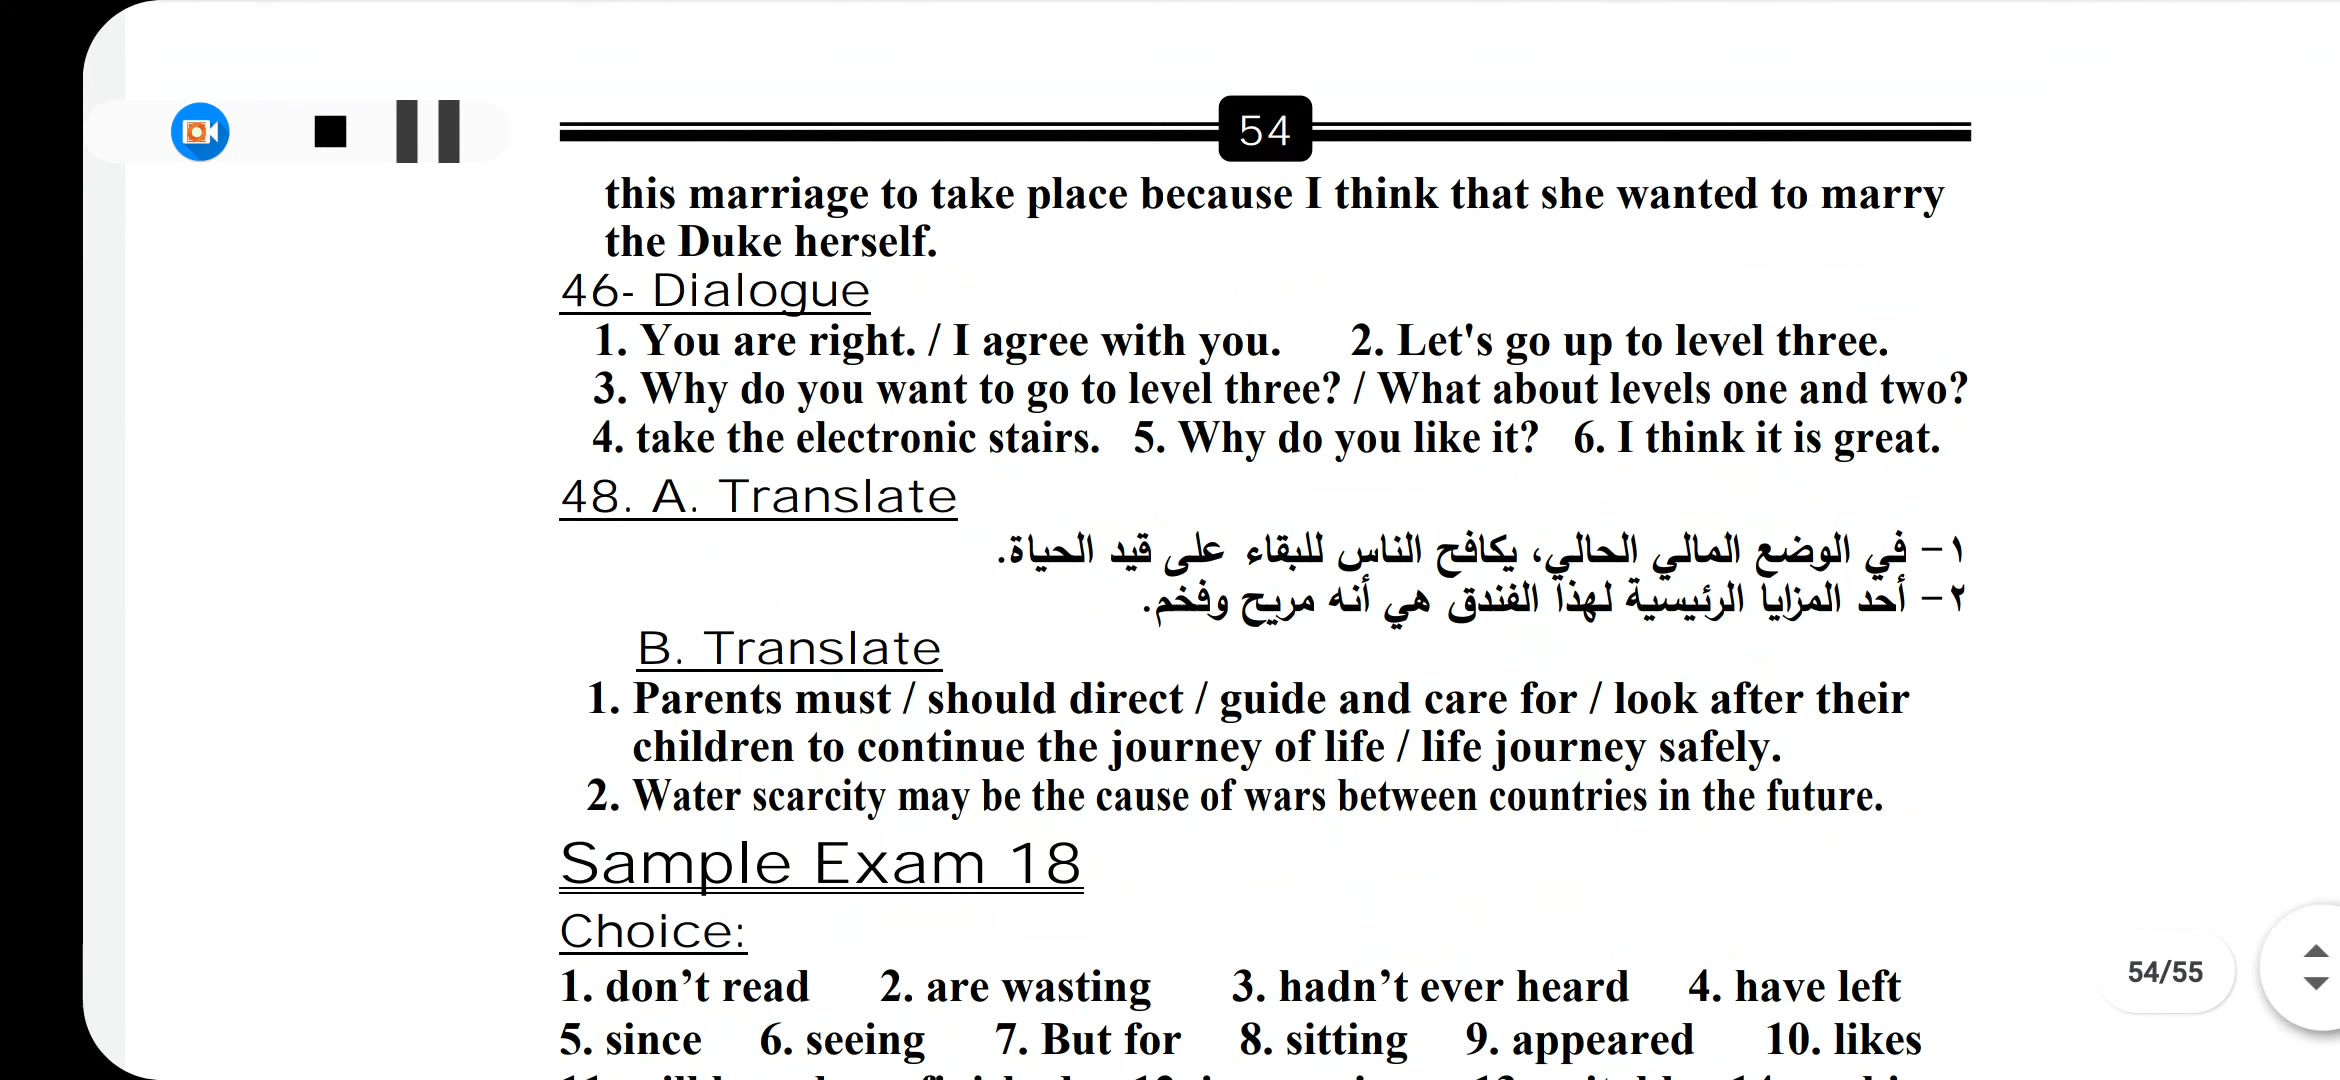 54
this marriage to take place because I think that she wanted to marry
the Duke herself.
46- Dialogue
1. You are right. / I agree with you. 2. Let's go up to level three.
3. Why do you want to go to level three? / What about levels one and two?
4. take the electronic stairs. 5. Why do you like it? 6. I think it is great.
48. A. Translate
١- في الوضع المالي الحالي، يكافح الناس للبقاء على قيد الحياة.
٢- أحد المزايا الرئيسية لهذا الفندق هي أنه مريح وفخم.
B. Translate
1. Parents must / should direct / guide and care for / look after their
children to continue the journey of life / life journey safely.
2. Water scarcity may be the cause of wars between countries in the future.
Sample Exam 18
Choice:
54/55
1. don’t read 2. are wasting 3. hadn’t ever heard 4. have left
5. since 6. seeing 7. But for 8. sitting 9. appeared 10. likes